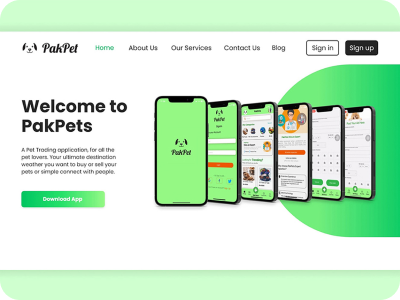 PakPet
Home
About Us
Our Services
Contact Us
Blog
Sign in
Sign up
Welcome to
PakPets
A Pet Trading application, for all the
pet lovers. Your ulitimate destination
weather you want to buy or sell your
pets or simple connect with people.
Download App
PakPet
PakPet